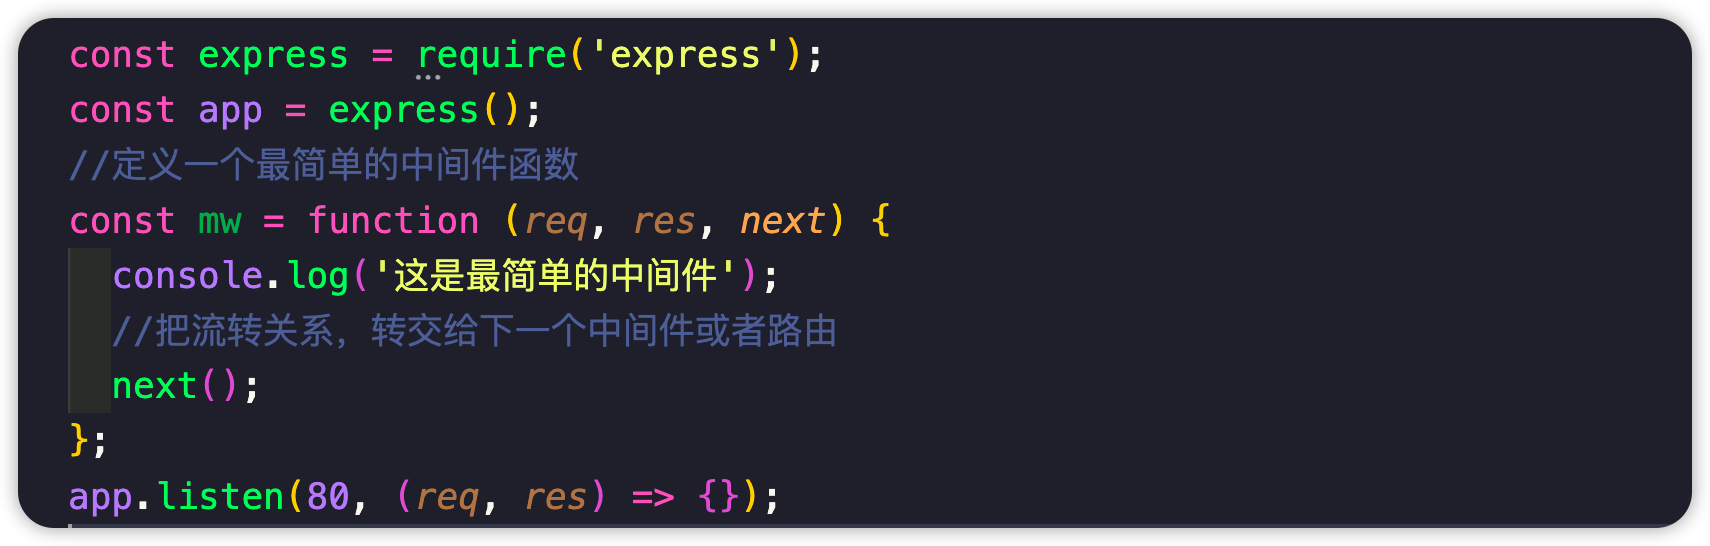 const express = require('express');
const app = express();
//定义一个最简单的中间件函数
const mw = function (req, res, next) {
  console.log('这是最简单的中间件');
  //把流转关系，转交给下一个中间件或者路由
  next();
};
app.listen(80, (req, res) => {});